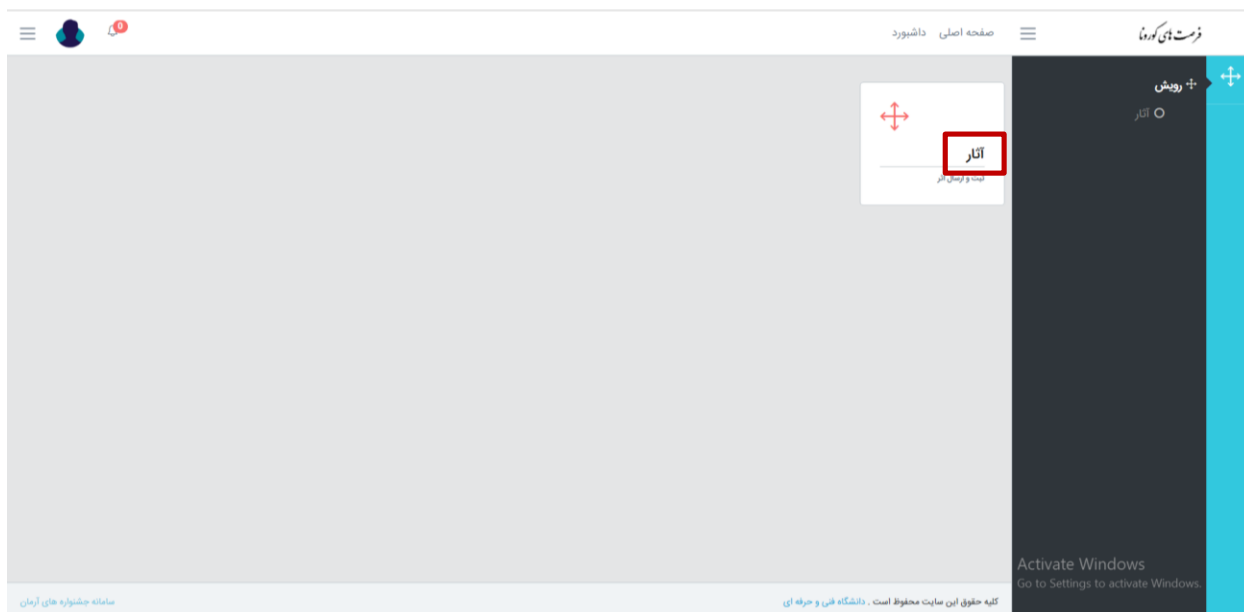 فرصت های کورونا
صفحه اصلی داشبورد
0
رویش
آثار
آثار
ثبت و ارسال اثر
Activate Windows
Go to Settings to activate Windows.
کلیه حقوق این سایت محفوظ است . دانشگاه فنی و حرفه ای
سامانه جشنواره های آرمان